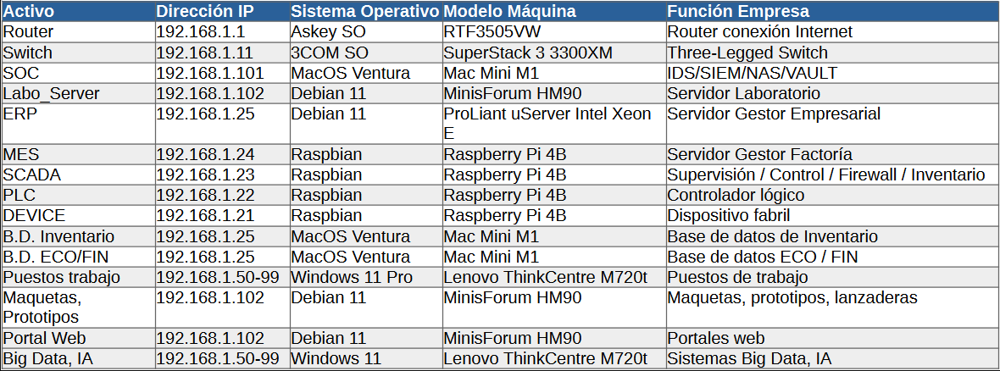 Activo Dirección IP Sistema Operativo Modelo Máquina Función Empresa
Router 192.168.1.1 Askey SO RTF3505VW Router conexión Internet
Switch 192.168.1.11 3COM SO SuperStack 3 3300XM Three-Legged Switch
SOC 192.168.1.101 MacOS Ventura Mac Mini M1 IDS/SIEM/NAS/VAULT
Labo_Server 192.168.1.102 Debian 11 MinisForum HM90 Servidor Laboratorio
ERP 192.168.1.25 Debian 11 ProLiant uServer Intel Xeon Servidor Gestor Empresarial
E
MES 192.168.1.24 Raspbian Raspberry Pi 4B Servidor Gestor Factoría
SCADA 192.168.1.23 Raspbian Raspberry Pi 4B Supervisión / Control / Firewall / Inventario
PLC 192.168.1.22 Raspbian Raspberry Pi 4B Controlador lógico
DEVICE 192.168.1.21 Raspbian Raspberry Pi 4B Dispositivo fabril
B.D. Inventario 192.168.1.25 MacOS Ventura Mac Mini M1 Base de datos de Inventario
B.D. ECO/FIN 192.168.1.25 MacOS Ventura Mac Mini M1 Base de datos ECO / FIN
Puestos trabajo 192.168.1.50-99 Windows 11 Pro Lenovo ThinkCentre M720t Puestos de trabajo
Maquetas, 192.168.1.102 Debian 11 MinisForum HM90 Maquetas, prototipos, lanzaderas
Prototipos
Portal Web 192.168.1.102 Debian 11 MinisForum HM90 Portales web
Big Data, IA 192.168.1.50-99 Windows 11 Lenovo ThinkCentre M720t Sistemas Big Data, IA